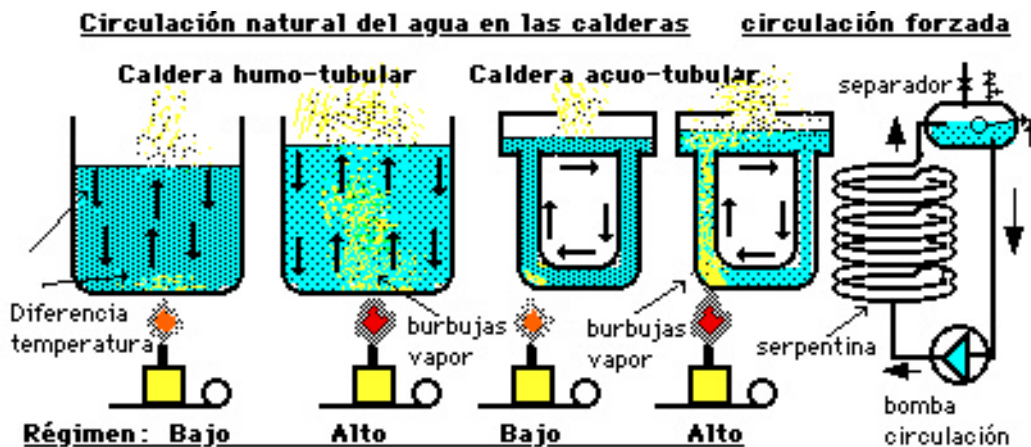 Circulación natural del agua en las calderas
circulación forzada
Caldera humo-tubular
Caldera acuo-tubular
separador
Diferencia
temperatura
burbujas
vapor
burbujas
vapor
serpentina
bomba
circulación
Régimen: Bajo Alto Bajo Alto